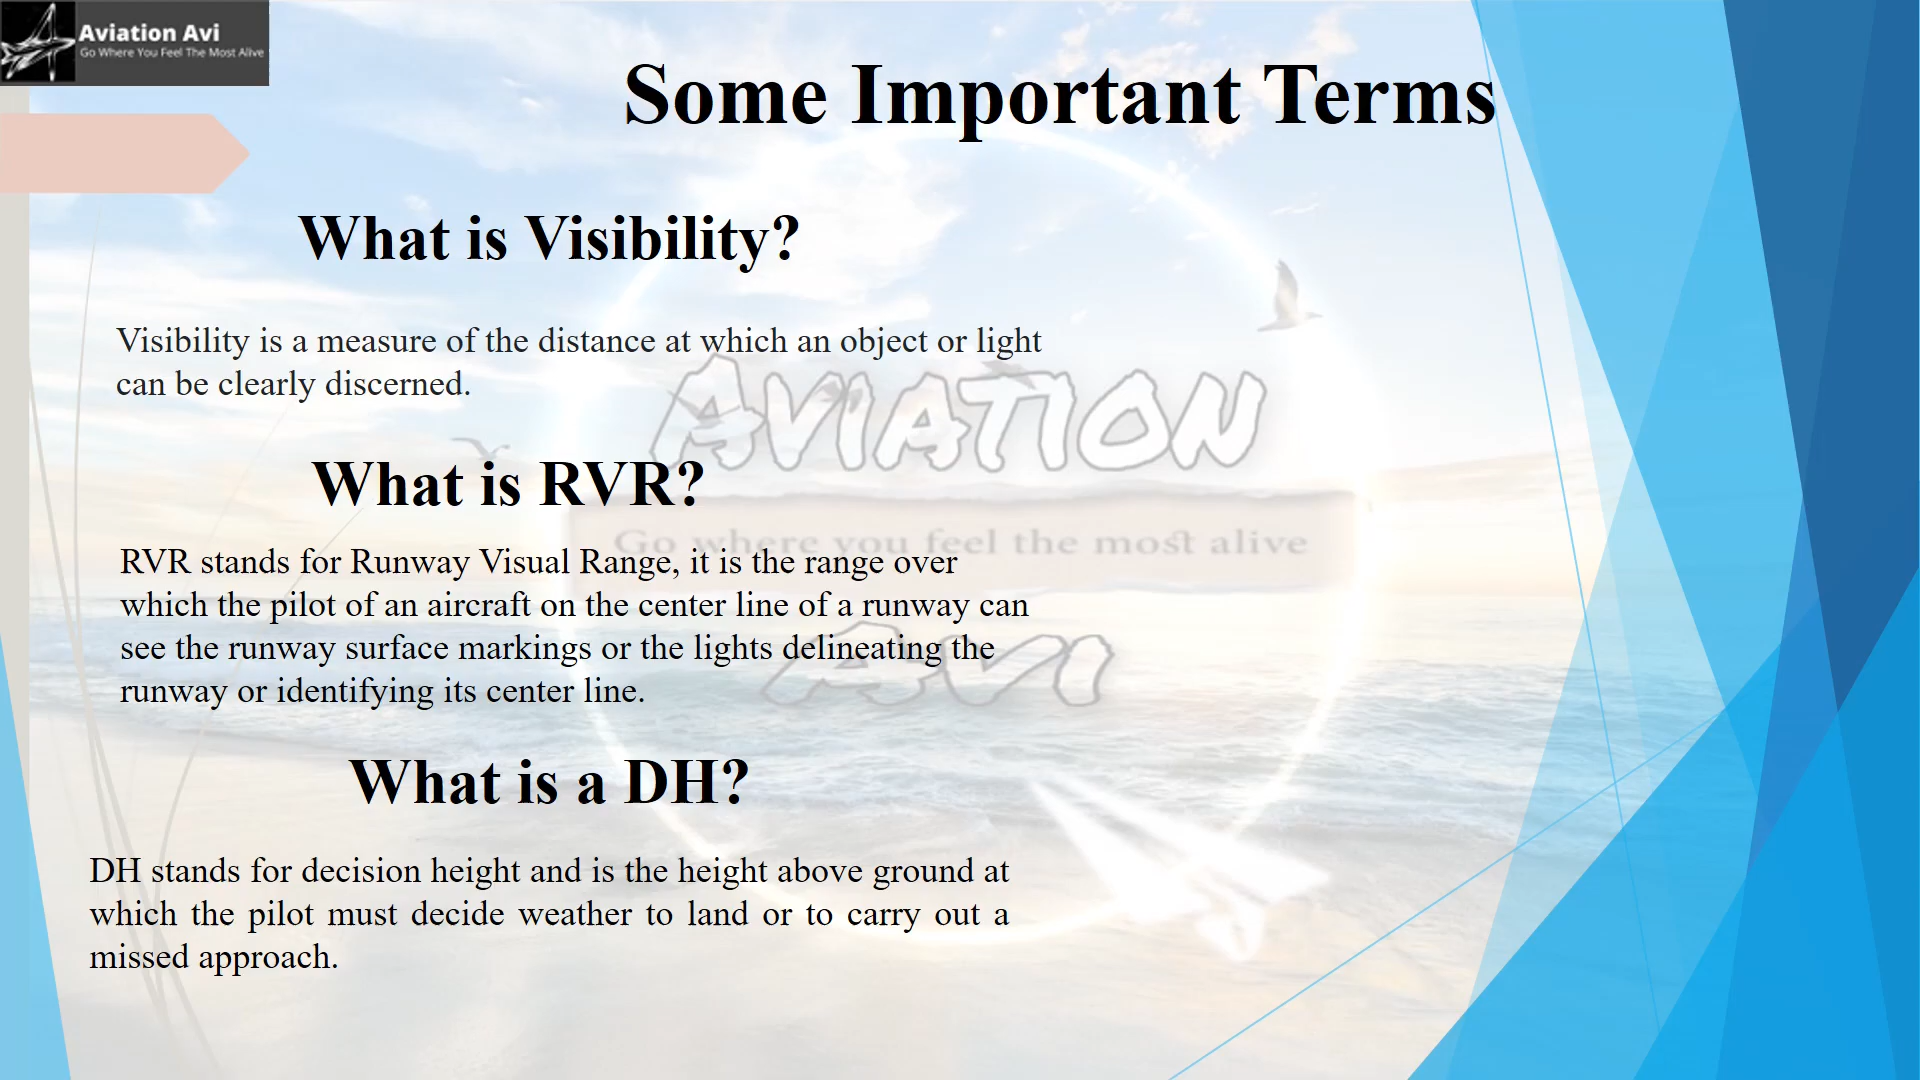 Aviation Avi
Go Where You Feel The Most Alive
Some Important Terms
What is Visibility?
Visibility is a measure of the distance at which an object or light
can be clearly discerned.
AVIATION
What is RVR?
Go where you feel the most alive
RVR stands for Runway Visual Range, it is the range over
which the pilot of an aircraft on the center line of a runway can
see the runway surface markings or the lights delineating the
runway or identifying its center line.
AVI
What is a DH?
DH stands for decision height and is the height above ground at
which the pilot must decide weather to land or to carry out a
missed approach.